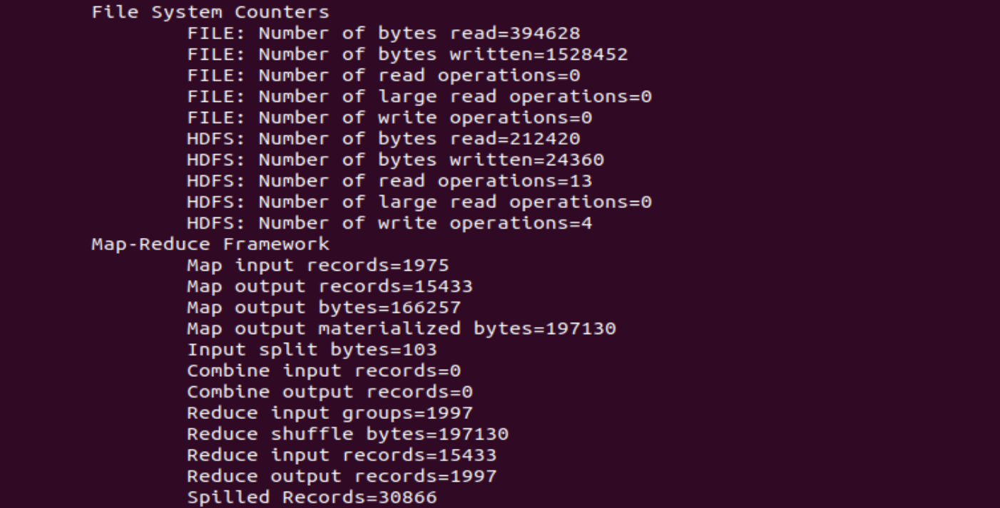 File System Counters
FILE: Number of bytes read=394628
FILE: Number of bytes written=1528452
FILE: Number of read operations=0
FILE: Number of large read operations=0
FILE: Number of write operations=0
HDFS: Number of bytes read=212420
HDFS: Number of bytes written=24360
HDFS: Number of read operations=13
HDFS: Number of large read operations=0
HDFS: Number of write operations=4
Map-Reduce Framework
Map input records=1975
Map output records=15433
Map output bytes=166257
Map output materialized bytes=197130
Input split bytes=103
Combine input records=0
Combine output records=0
Reduce input groups=1997
Reduce shuffle bytes=197130
Reduce input records=15433
Reduce output records=1997
Spilled Records=30866